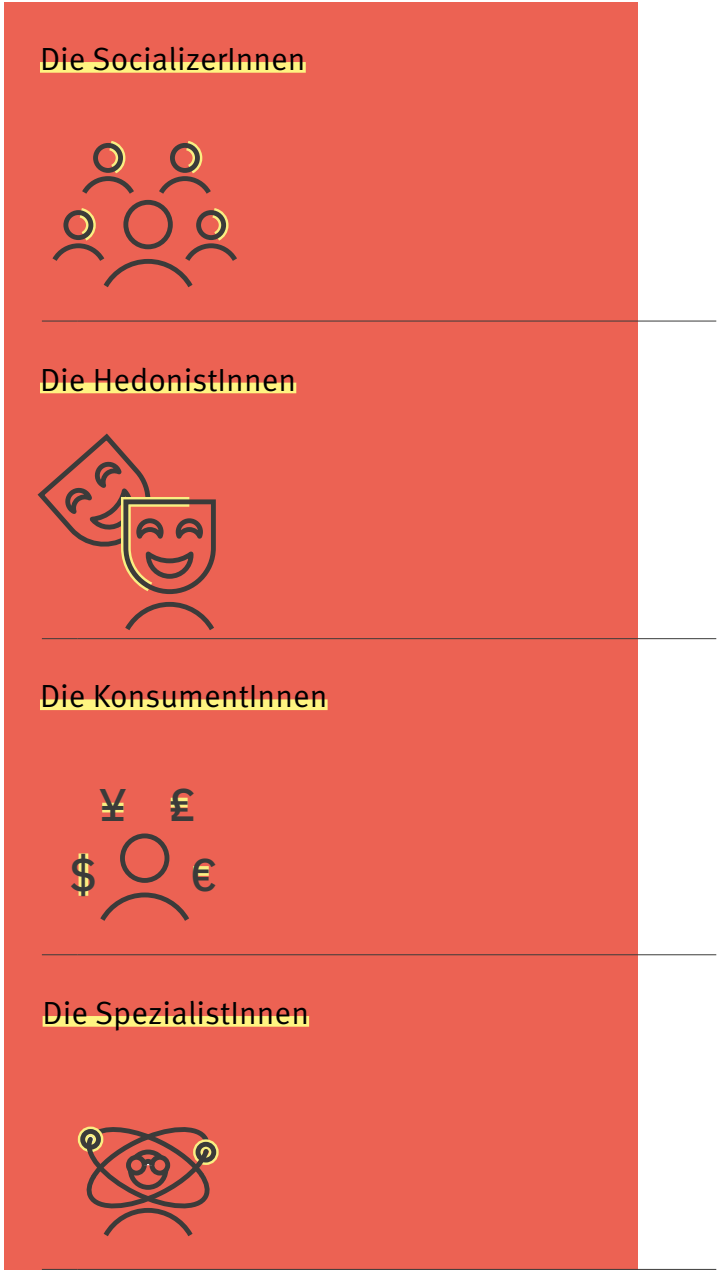 Die SocializerInnen
Die HedonistInnen
Die KonsumentInnen
¥ £
$ €
Die SpezialistInnen